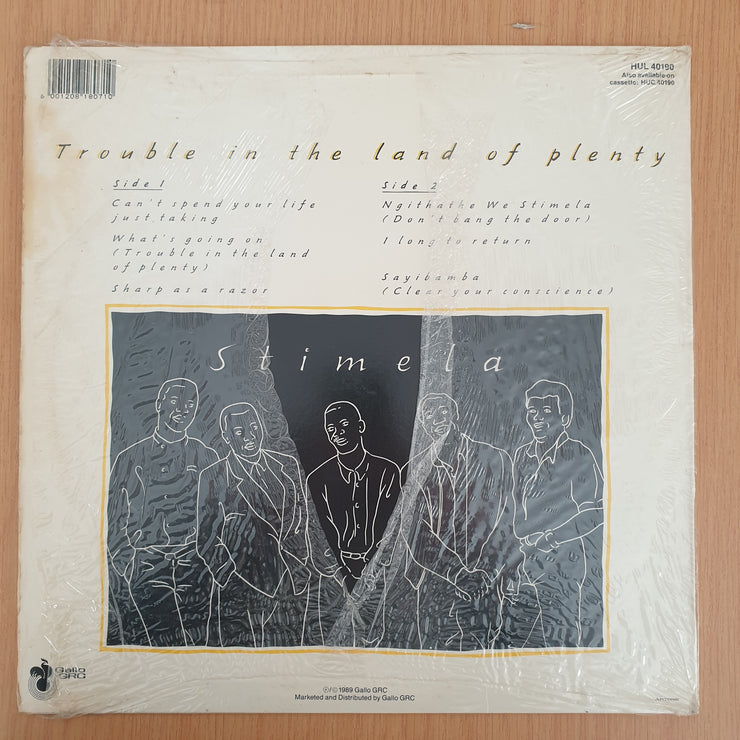 6 001208 180710
HUL 40190
Also available on
cassette: HUC 40190
Trouble in the land of plenty
Side 1
Can't spend your life
just taking
What's going on
(Trouble in the land
of plenty)
Sharp as a razor
Side 2
Ngithathe We Stimela
(Don't bang the door)
I long to return
Sayibamba
(Clear your conscience)
Stimela
Gallo
GRC
Ⓟ/© 1989 Gallo GRC
Marketed and Distributed by Gallo GRC